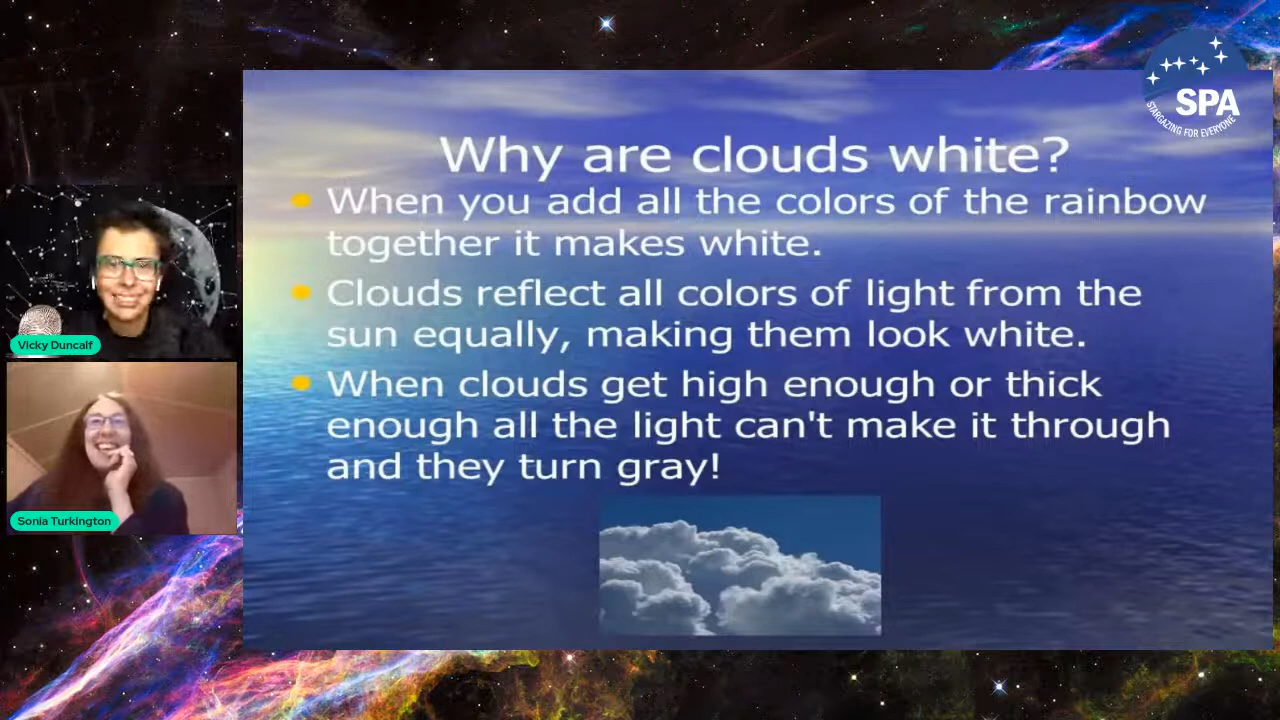 SPA
STARGAZING FOR EVERYONE
Why are clouds white?
When you add all the colors of the rainbow
together it makes white.
Clouds reflect all colors of light from the
sun equally, making them look white.
When clouds get high enough or thick
enough all the light can't make it through
and they turn gray!
Vicky Duncalf
Sonia Turkington